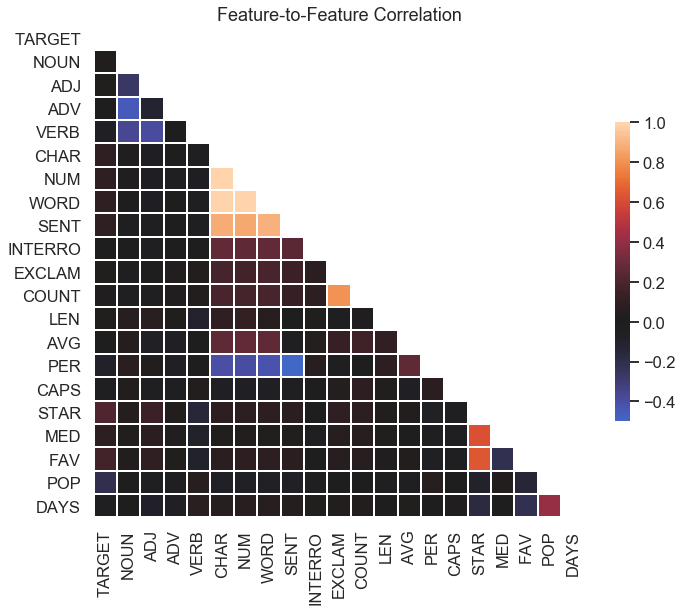 Feature-to-Feature Correlation
TARGET
NOUN
ADJ
ADV
VERB
CHAR
NUM
WORD
SENT
INTERRO
EXCLAM
COUNT
LEN
AVG
PER
CAPS
STAR
MED
FAV
POP
DAYS
TARGET
NOUN
ADJ
ADV
VERB
CHAR
NUM
WORD
SENT
INTERRO
EXCLAM
COUNT
LEN
AVG
PER
CAPS
STAR
MED
FAV
POP
DAYS
1.0
0.8
0.6
0.4
0.2
0.0
−0.2
−0.4